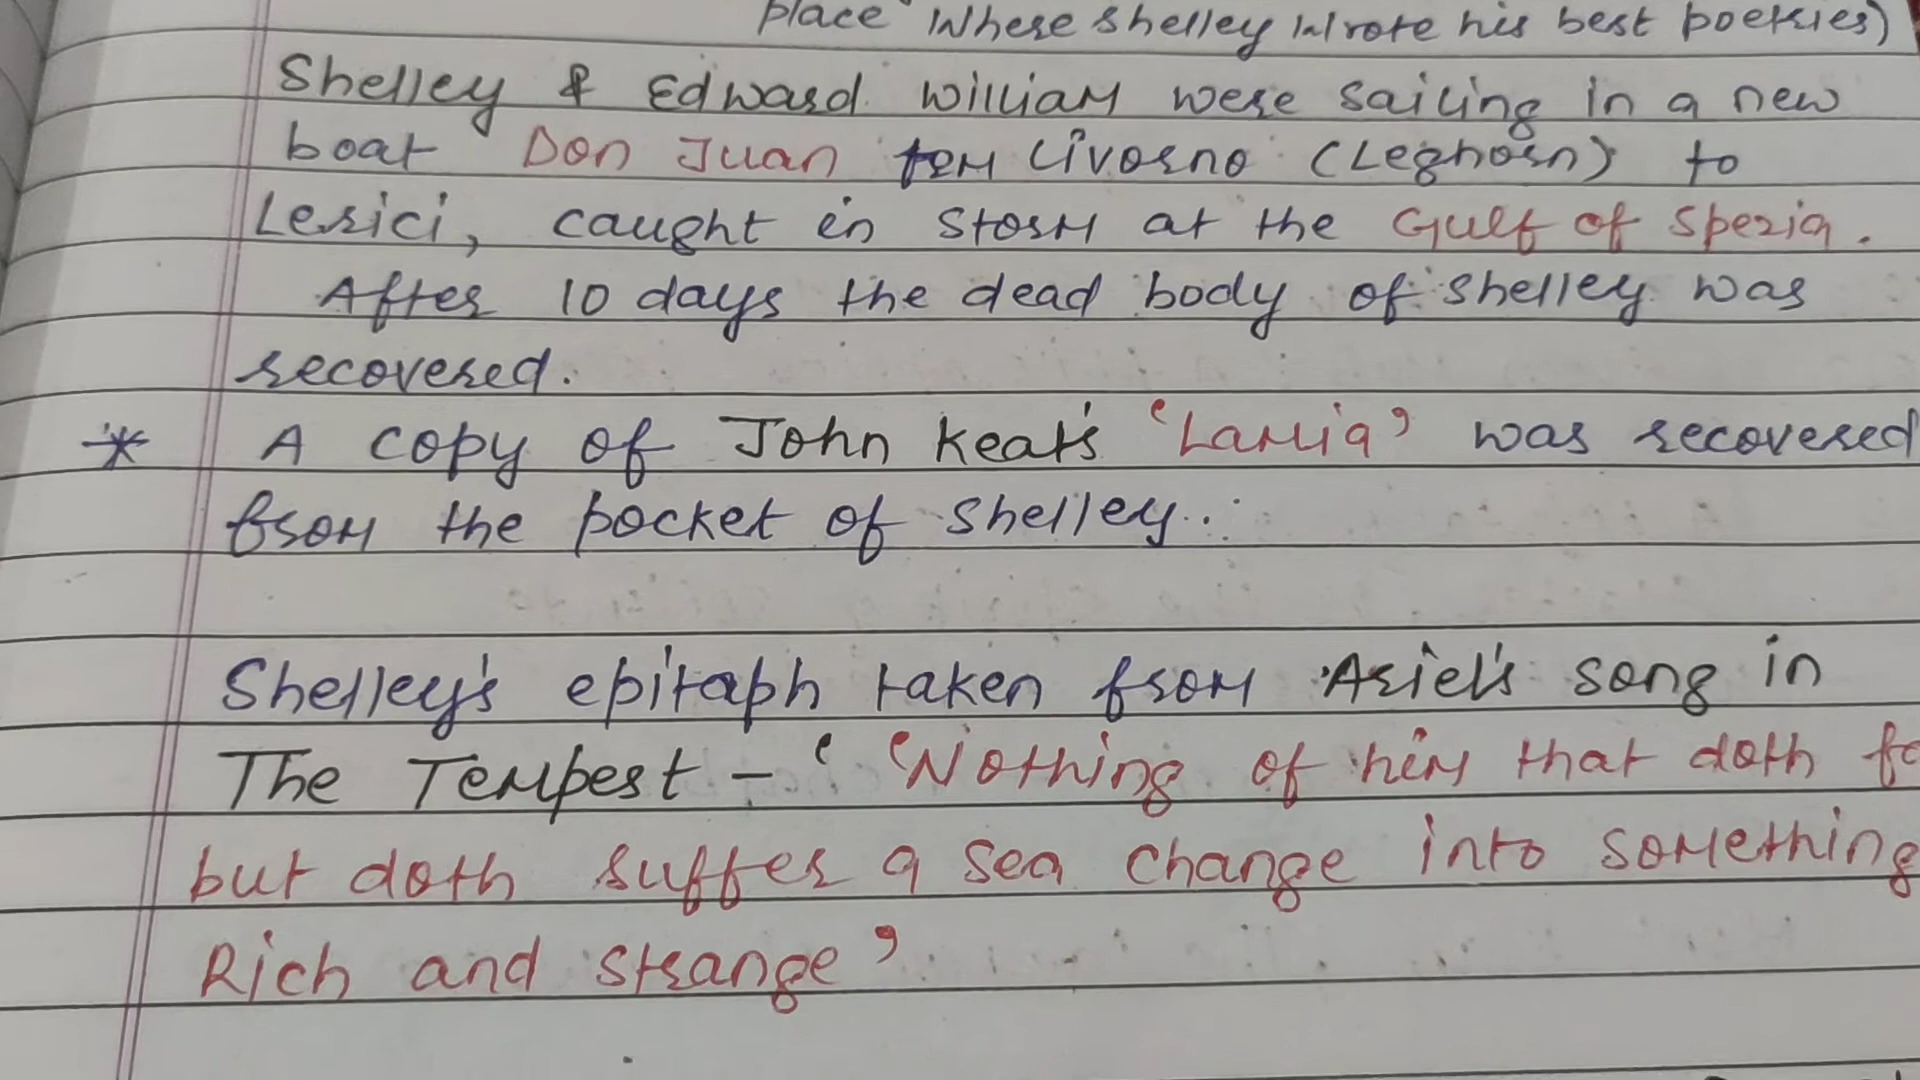 place Where Shelley Wrote his best poetries)
Shelley & Edward William were sailing in a new
boat Don Juan from Livorno (Leghorn) to
Lerici, caught in storm at the Gulf of Spezia.
After 10 days the dead body of Shelley was
recovered.
* A copy of John Keat's 'Lamia' was recovered
from the pocket of Shelley.
Shelley's epitaph taken from Ariel's song in
The Tempest - ' 'Nothing of him that doth
but doth suffer a sea change into something
Rich and strange'